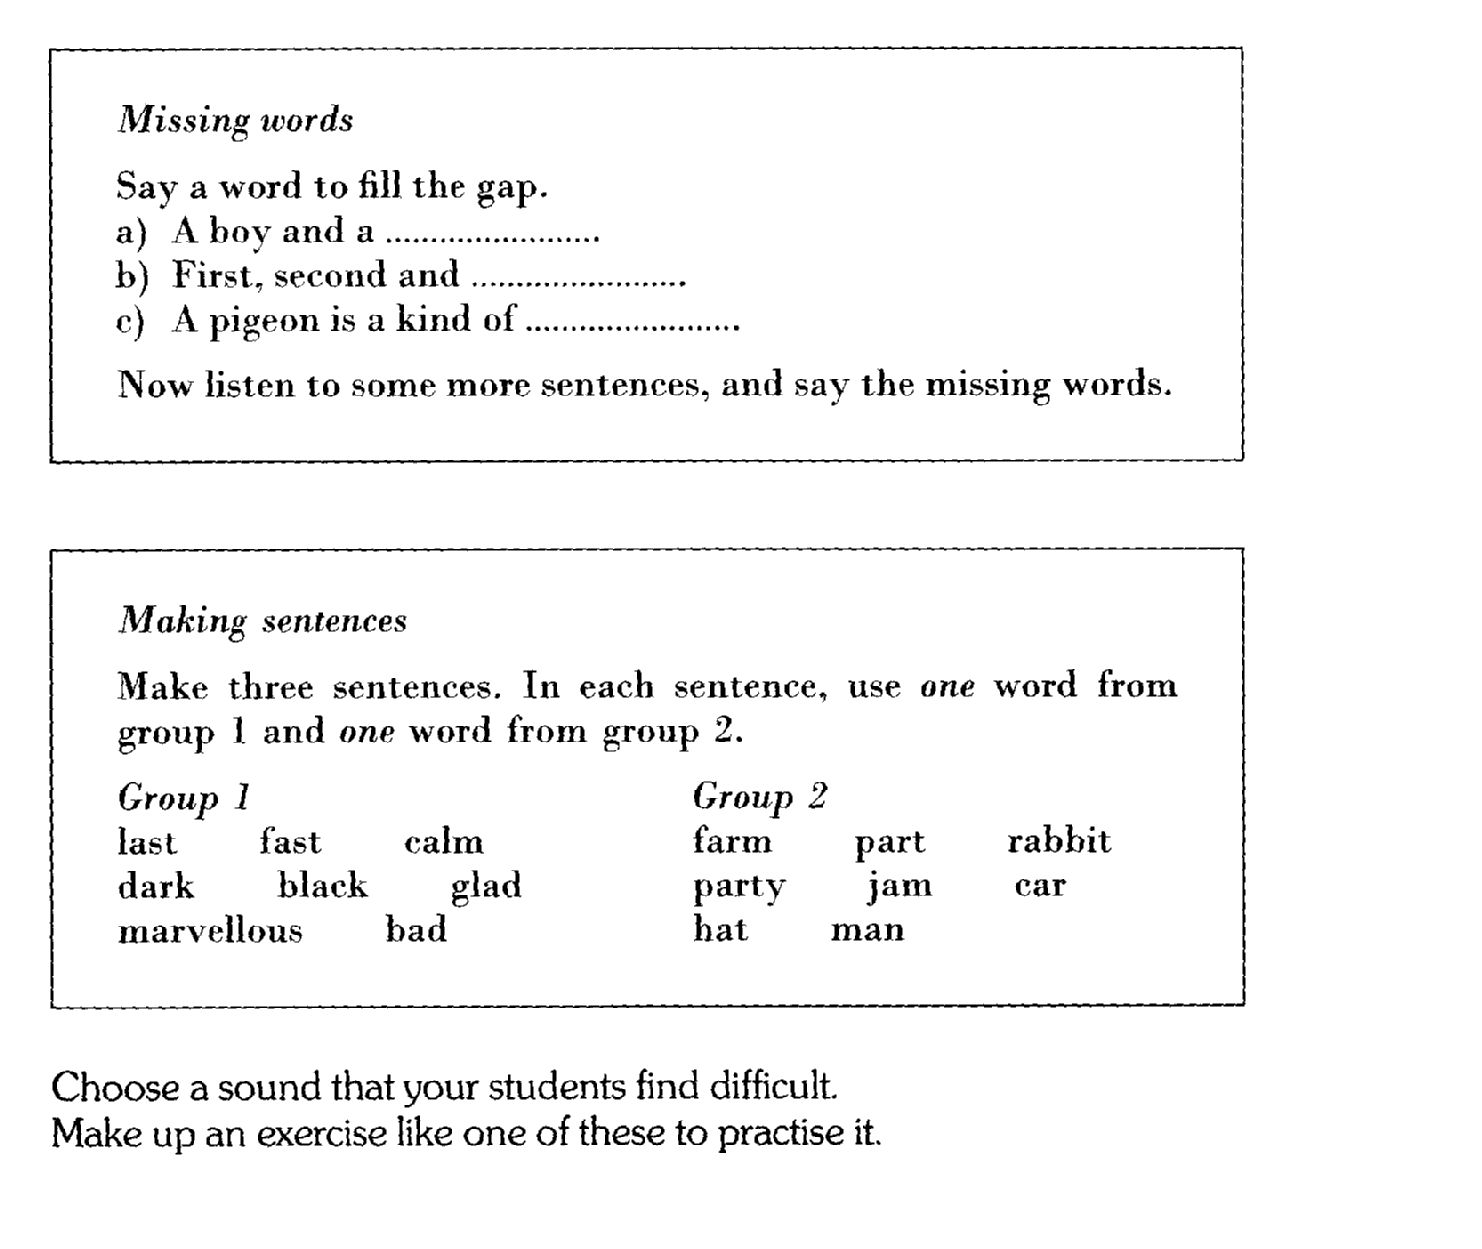 Missing words
Say a word to fill the gap.
a) A boy and a ........................
b) First, second and ........................
c) A pigeon is a kind of ........................
Now listen to some more sentences, and say the missing words.
Making sentences
Make three sentences. In each sentence, use one word from
group 1 and one word from group 2.
Group 1 Group 2
last fast calm farm part rabbit
dark black glad party jam car
marvellous bad hat man
Choose a sound that your students find difficult.
Make up an exercise like one of these to practise it.